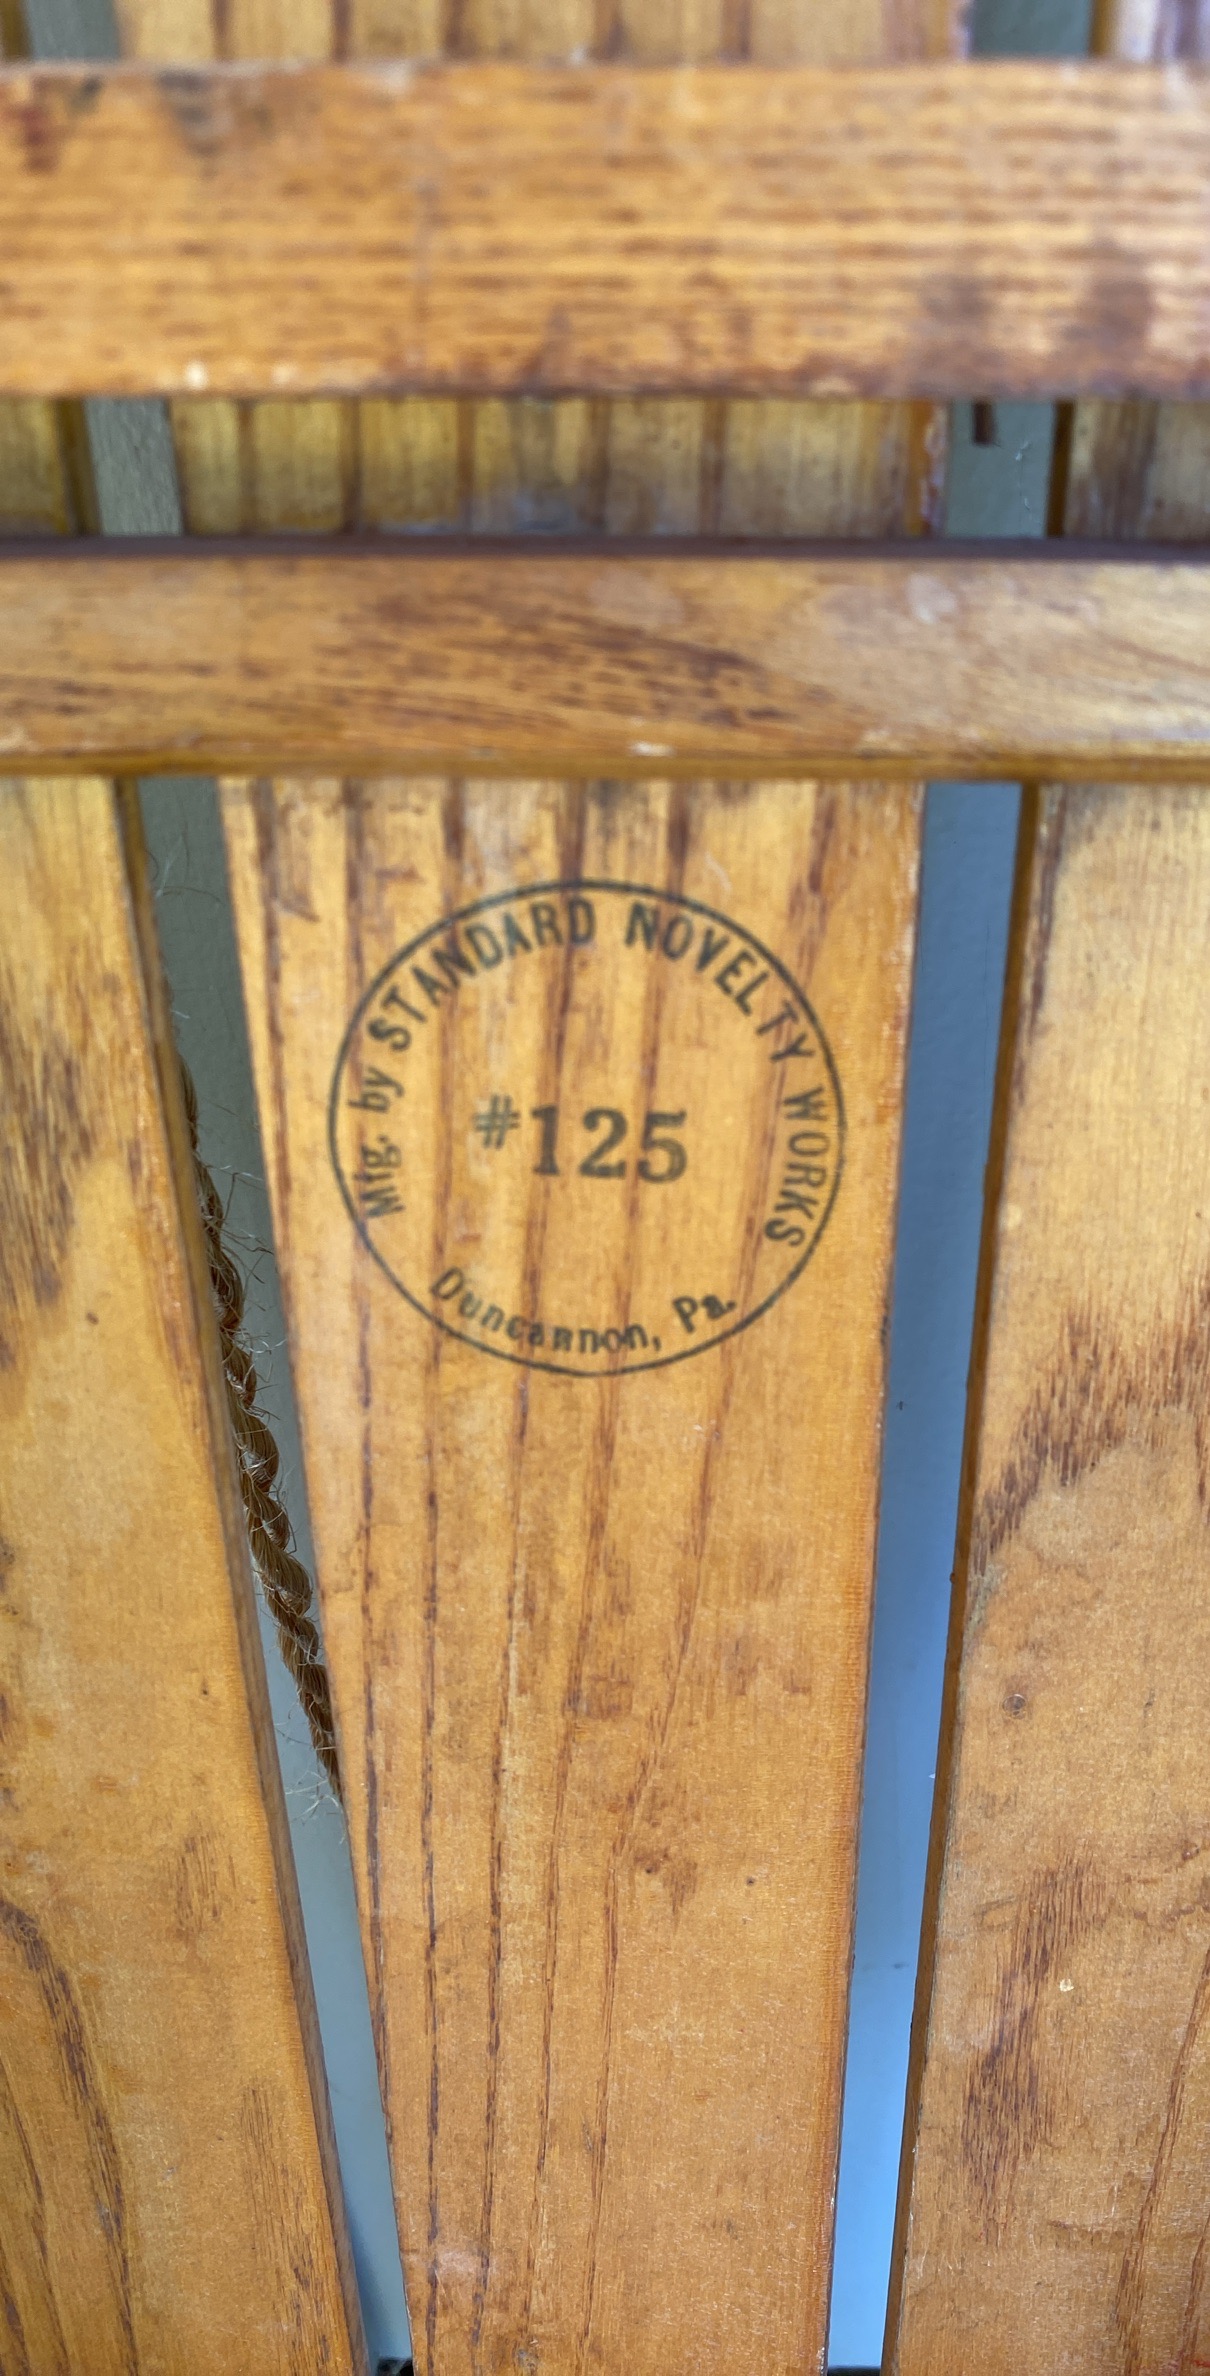 Mfg. by STANDARD NOVELTY WORKS
#125
Duncannon, Pa.